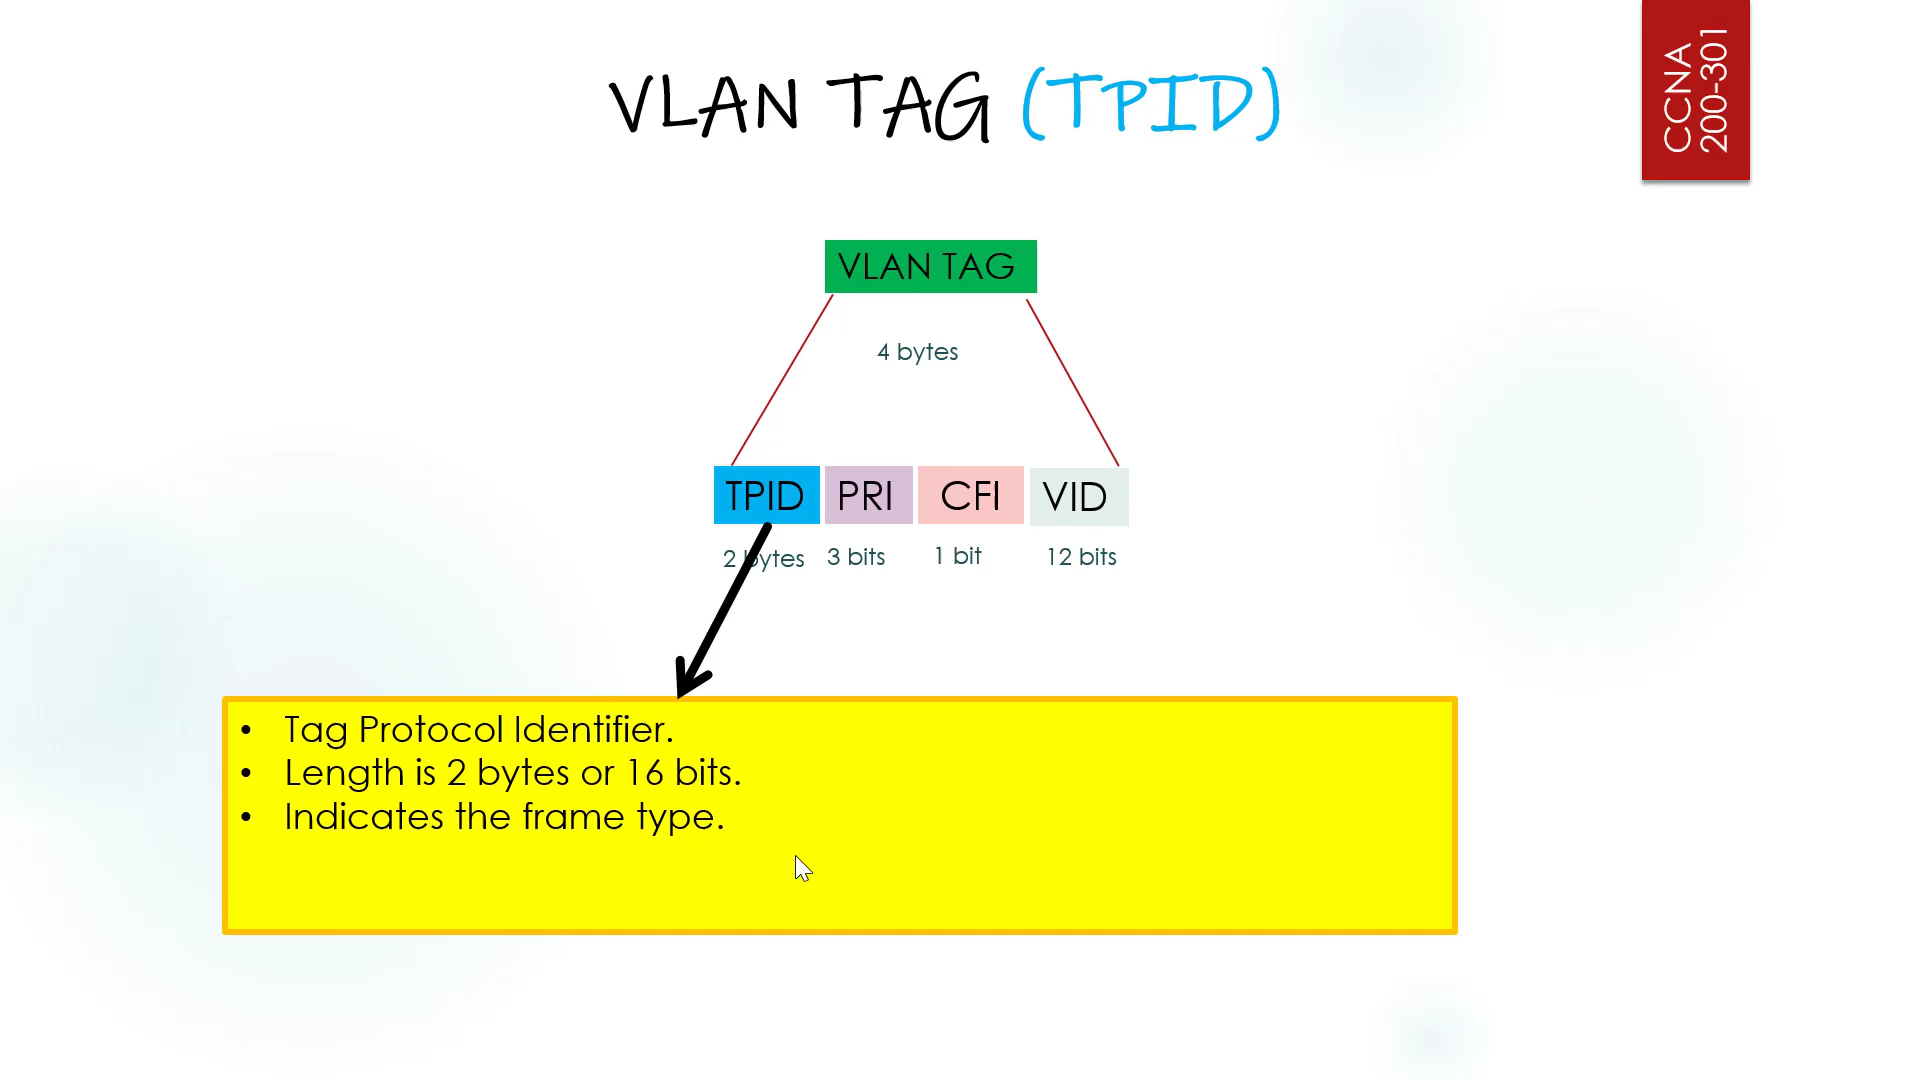 VLAN TAG (TPID)
CCNA
200-301
VLAN TAG
4 bytes
TPID PRI CFI VID
2 bytes 3 bits 1 bit 12 bits
• Tag Protocol Identifier.
• Length is 2 bytes or 16 bits.
• Indicates the frame type.